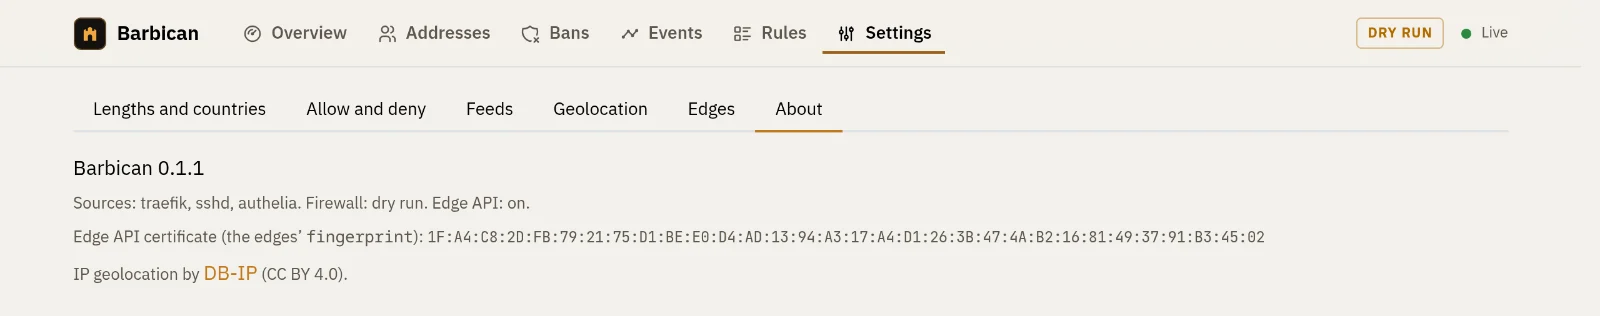 Barbican Overview Addresses Bans Events Rules Settings DRY RUN Live
Lengths and countries Allow and deny Feeds Geolocation Edges About
Barbican 0.1.1
Sources: traefik, sshd, authelia. Firewall: dry run. Edge API: on.
Edge API certificate (the edges’ fingerprint): 1F:A4:C8:2D:FB:79:21:75:D1:BE:E0:D4:AD:13:94:A3:17:A4:D1:26:3B:47:4A:B2:16:81:49:37:91:B3:45:02
IP geolocation by DB-IP (CC BY 4.0).